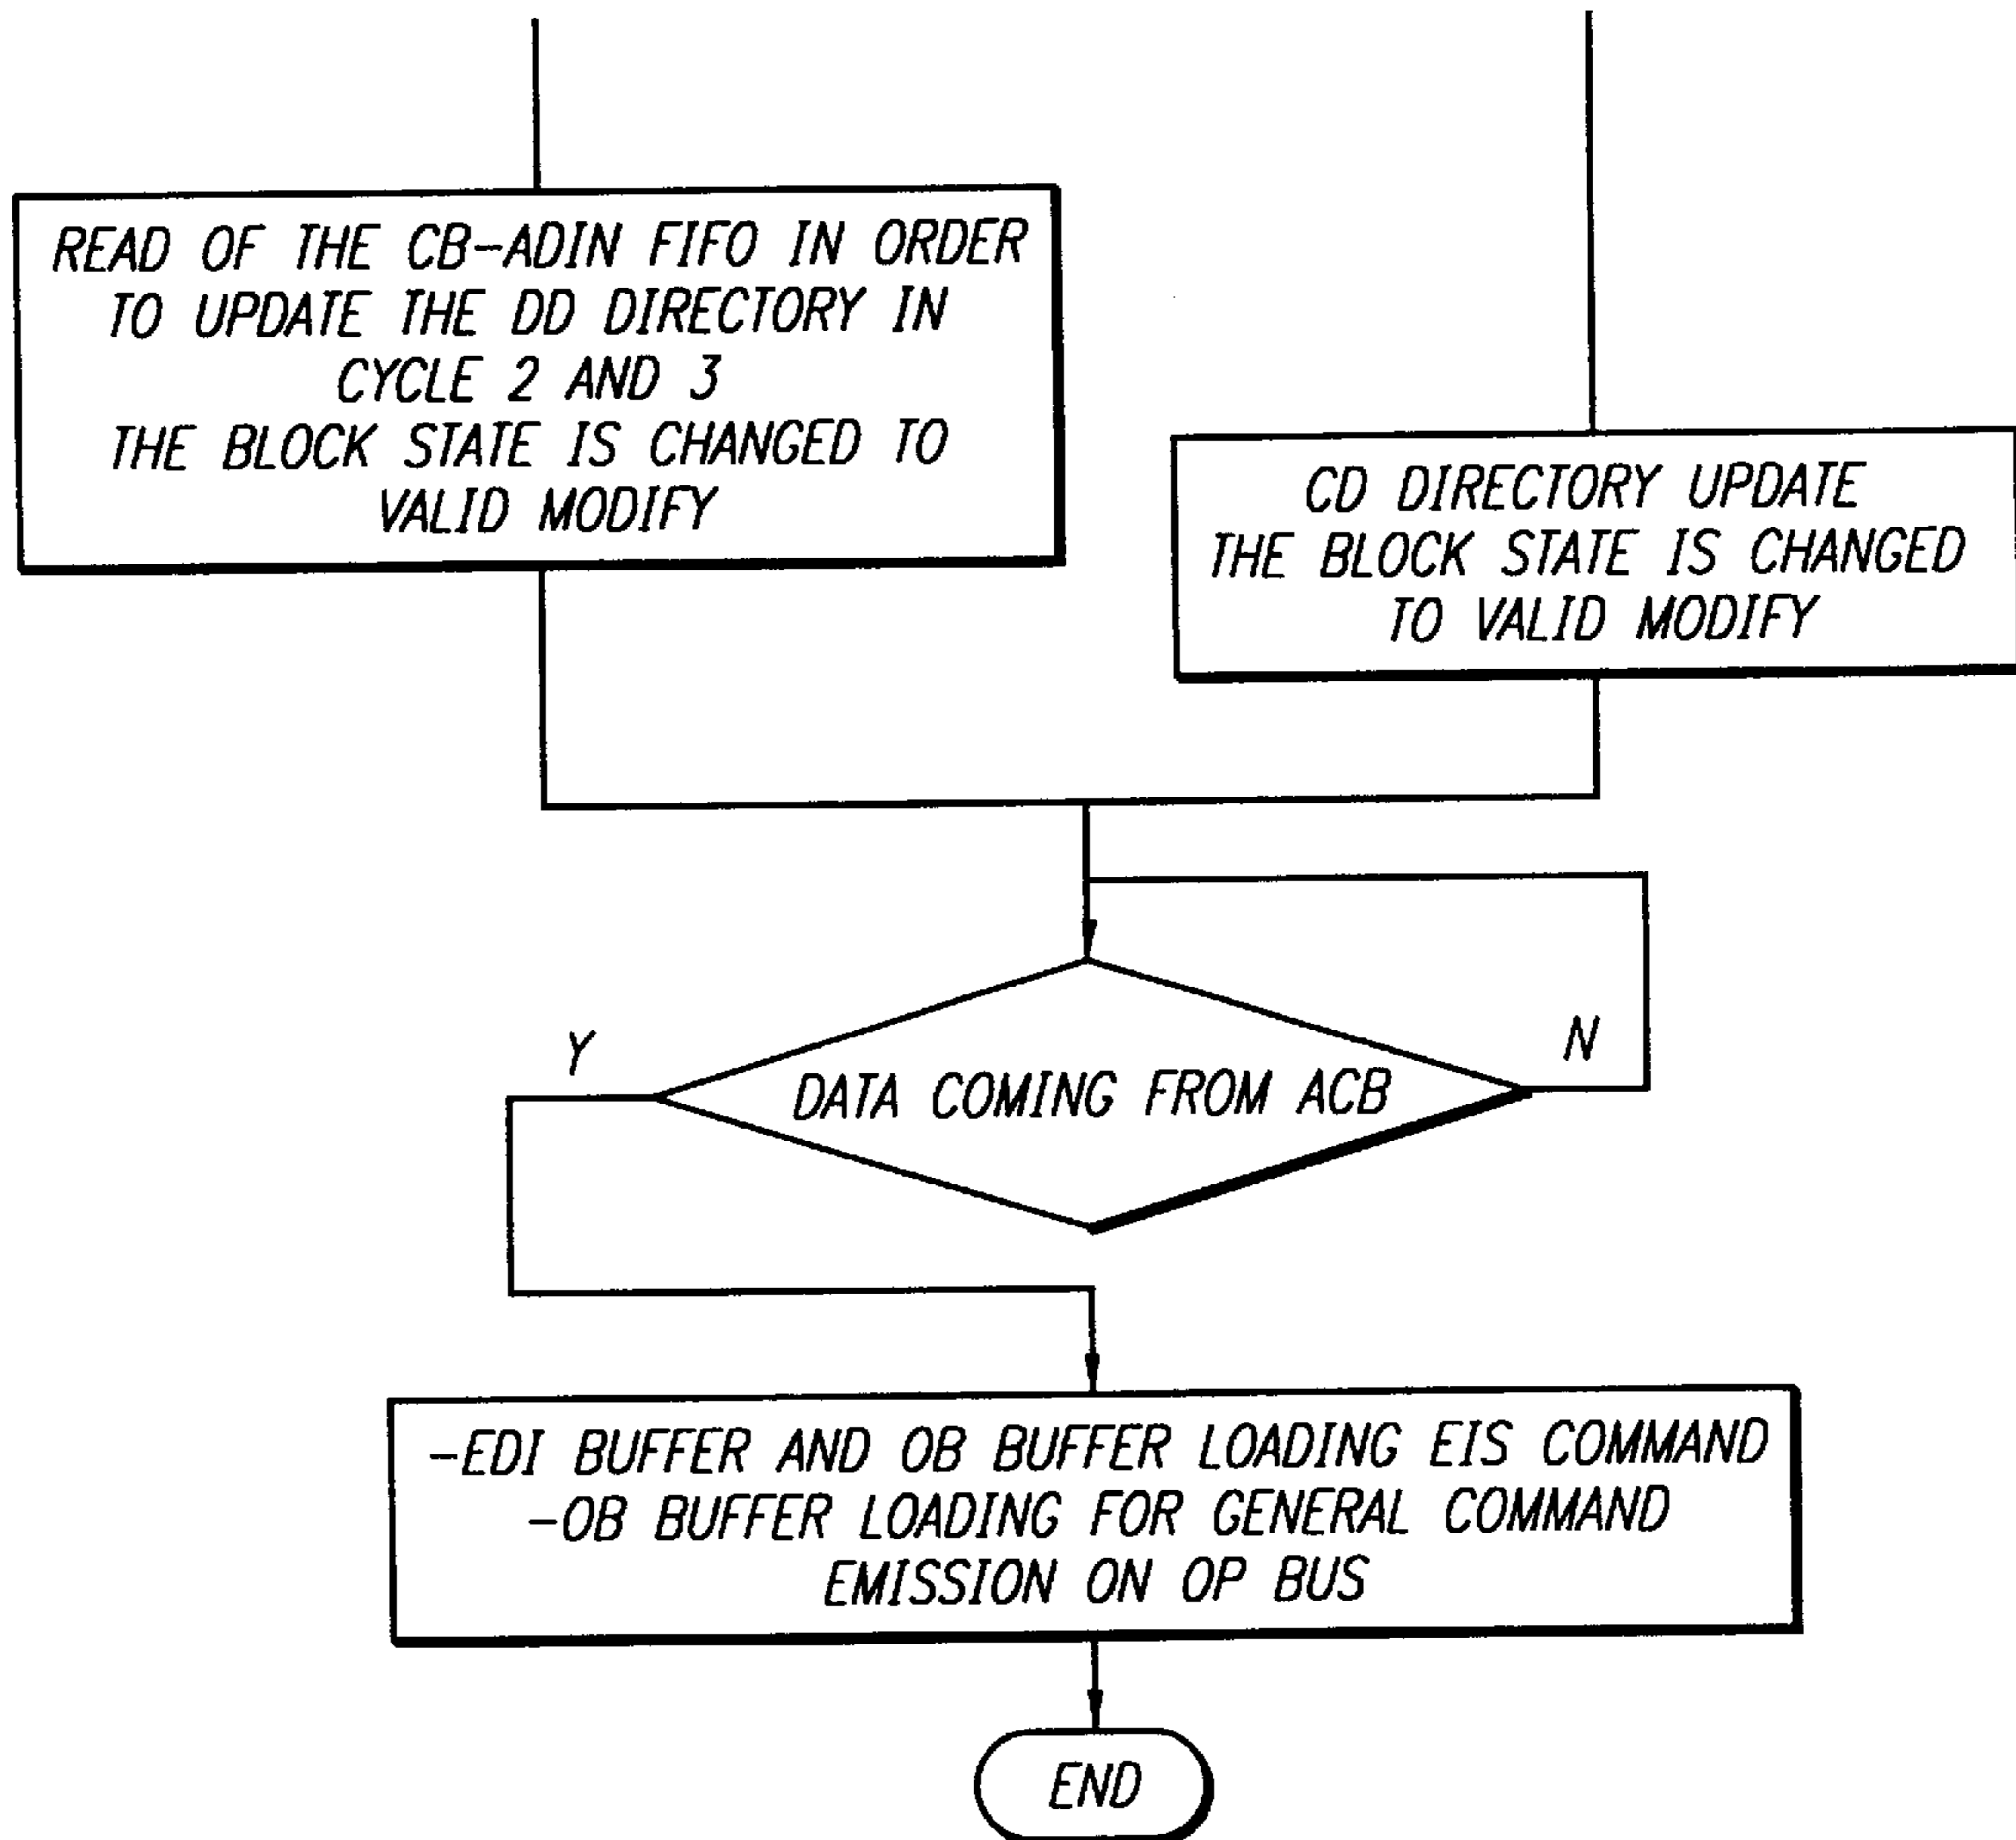 READ OF THE CB-ADIN FIFO IN ORDER
TO UPDATE THE DD DIRECTORY IN
CYCLE 2 AND 3
THE BLOCK STATE IS CHANGED TO
VALID MODIFY
CD DIRECTORY UPDATE
THE BLOCK STATE IS CHANGED
TO VALID MODIFY
Y
N
DATA COMING FROM ACB
-EDI BUFFER AND OB BUFFER LOADING EIS COMMAND
-OB BUFFER LOADING FOR GENERAL COMMAND
EMISSION ON OP BUS
END